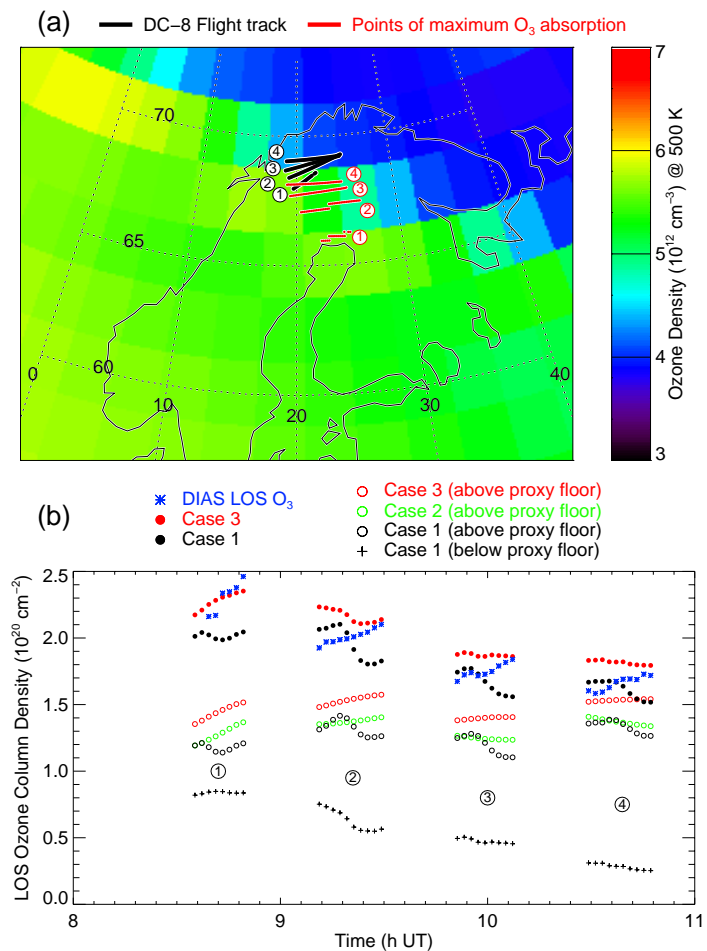 (a) DC−8 Flight track Points of maximum O3 absorption
70
65
60
0
10
20
30
40
4
3
2
1
4
3
2
1
7
6
5
4
3
Ozone Density (10^12 cm^−3) @ 500 K
(b)
DIAS LOS O3
Case 3
Case 1
Case 3 (above proxy floor)
Case 2 (above proxy floor)
Case 1 (above proxy floor)
Case 1 (below proxy floor)
LOS Ozone Column Density (10^20 cm^−2)
2.5
2.0
1.5
1.0
0.5
0.0
1
2
3
4
8 9 10 11
Time (h UT)